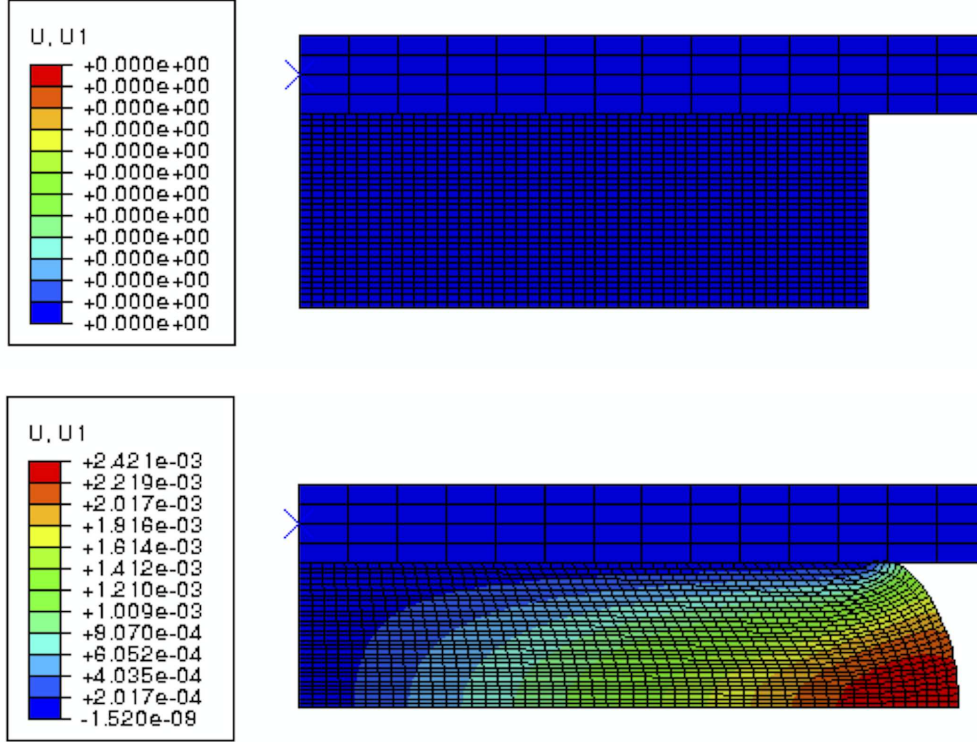 U, U1
+0.000e+00
+0.000e+00
+0.000e+00
+0.000e+00
+0.000e+00
+0.000e+00
+0.000e+00
+0.000e+00
+0.000e+00
+0.000e+00
+0.000e+00
+0.000e+00
+0.000e+00
U, U1
+2.421e-03
+2.219e-03
+2.017e-03
+1.816e-03
+1.614e-03
+1.412e-03
+1.210e-03
+1.009e-03
+8.070e-04
+6.052e-04
+4.035e-04
+2.017e-04
-1.520e-09